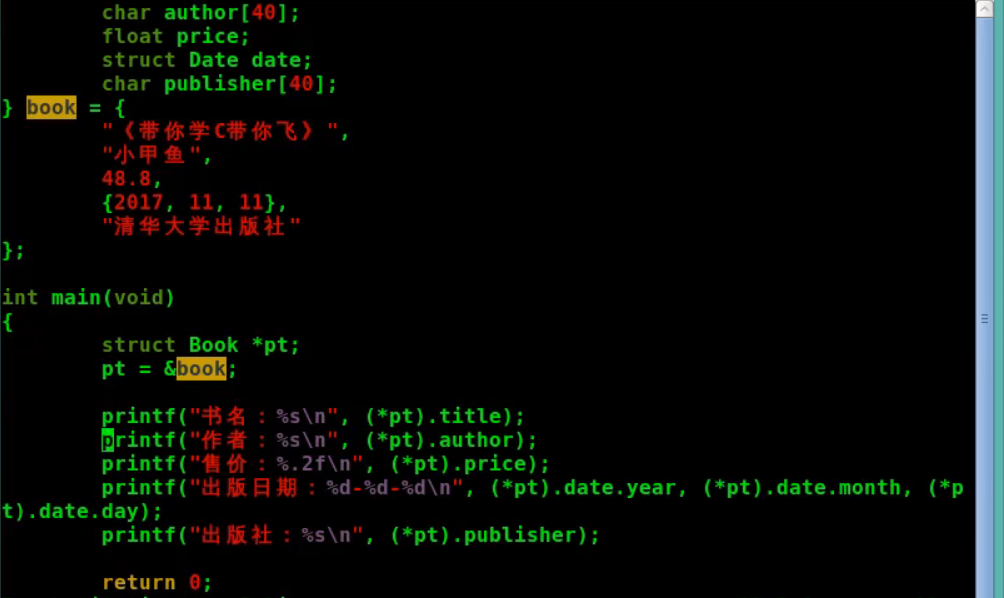 char author[40];
float price;
struct Date date;
char publisher[40];
} book = {
"《带你学C带你飞》",
"小甲鱼",
48.8,
{2017, 11, 11},
"清华大学出版社"
};
int main(void)
{
struct Book *pt;
pt = &book;
printf("书名：%s\n", (*pt).title);
printf("作者：%s\n", (*pt).author);
printf("售价：%.2f\n", (*pt).price);
printf("出版日期：%d-%d-%d\n", (*pt).date.year, (*pt).date.month, (*p
t).date.day);
printf("出版社：%s\n", (*pt).publisher);
return 0;